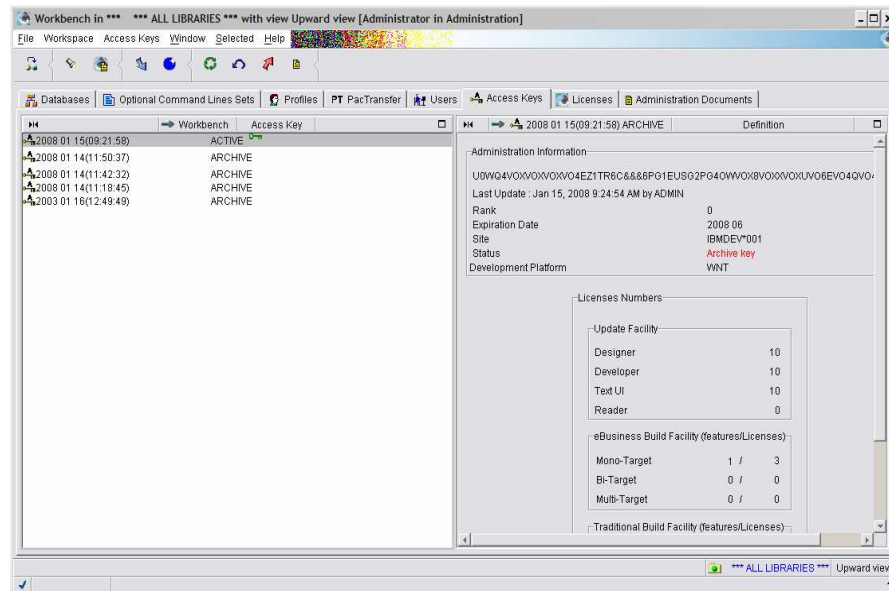 Workbench in *** *** ALL LIBRARIES *** with view Upward view [Administrator in Administration]
File Workspace Access Keys Window Selected Help
Databases Optional Command Lines Sets Profiles PT PacTransfer Users Access Keys Licenses Administration Documents
Workbench Access Key
2008 01 15(09:21:58) ACTIVE
2008 01 14(11:50:37) ARCHIVE
2008 01 14(11:42:32) ARCHIVE
2008 01 14(11:18:45) ARCHIVE
2003 01 16(12:49:49) ARCHIVE
2008 01 15(09:21:58) ARCHIVE Definition
Administration Information
Last Update : Jan 15, 2008 9:24:54 AM by ADMIN
Rank 0
Expiration Date 2008 06
Site IBMDEV*001
Status Archive key
Development Platform WNT
Licenses Numbers
Update Facility
Designer 10
Developer 10
Text UI 10
Reader 0
eBusiness Build Facility (features/Licenses)
Mono-Target 1 / 3
Bi-Target 0 / 0
Multi-Target 0 / 0
Traditional Build Facility (features/Licenses)
*** ALL LIBRARIES *** Upward view